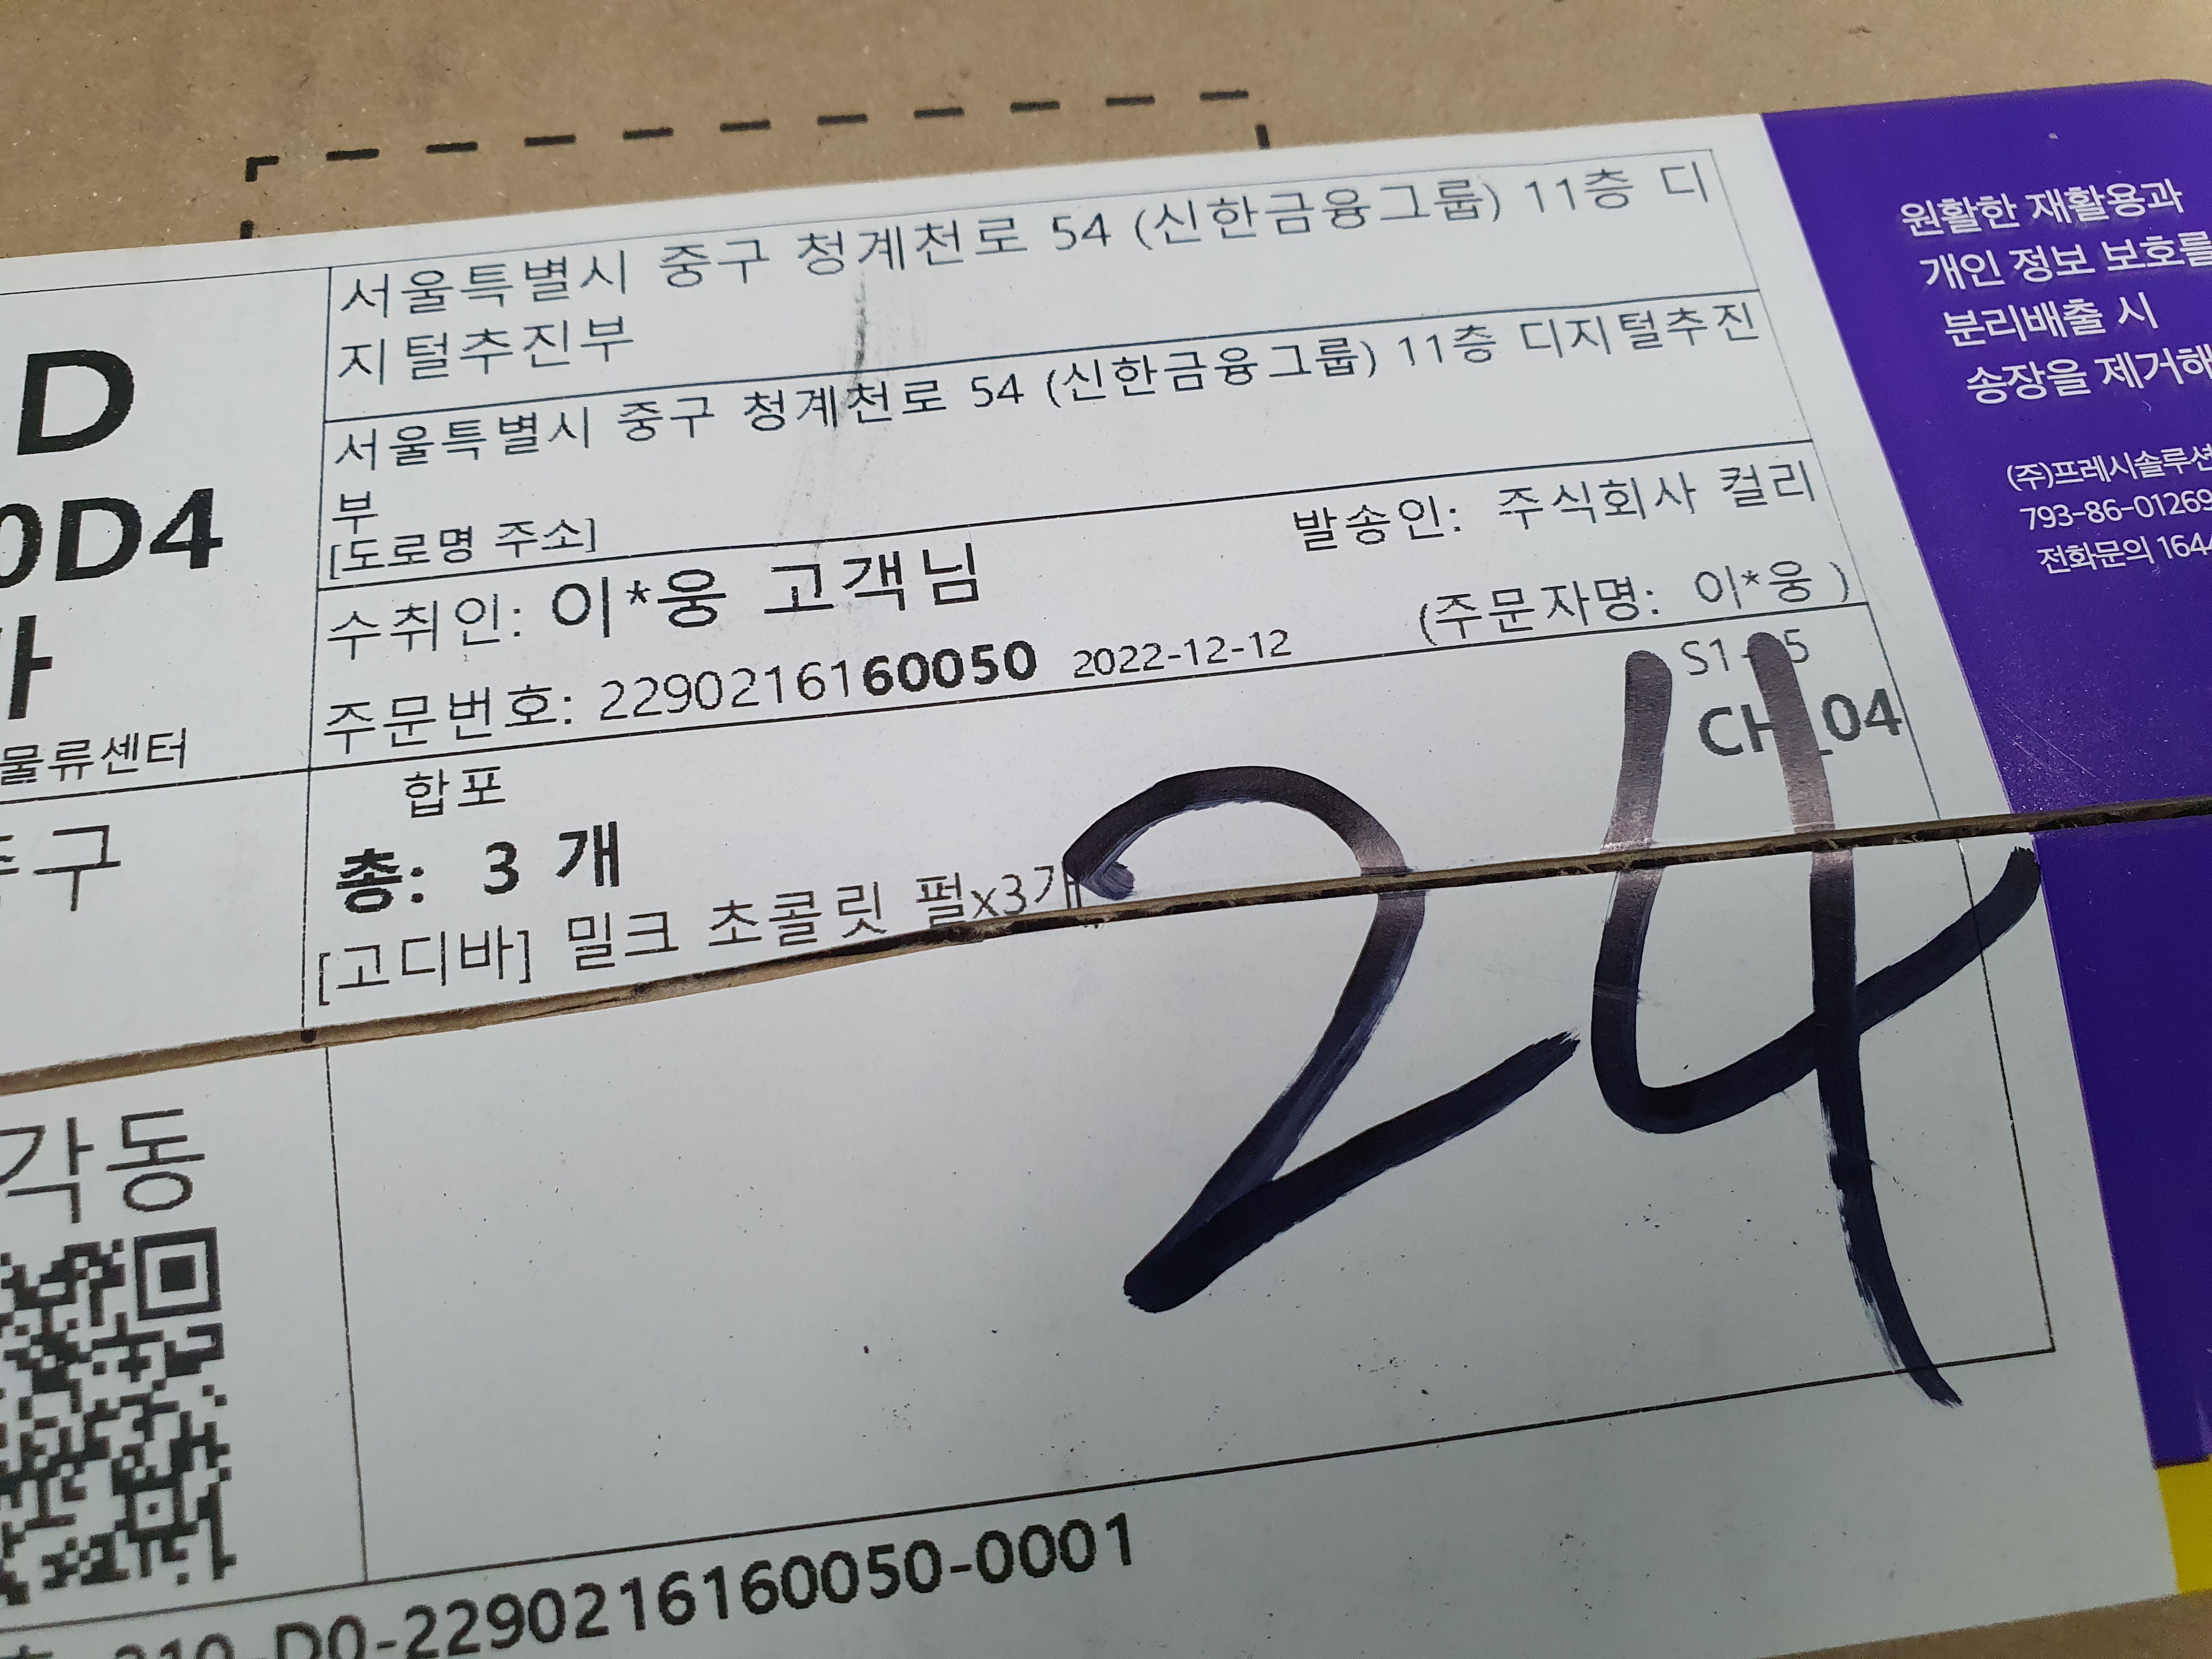 D
0D4
물류센터
구
각동
서울특별시 중구 청계천로 54 (신한금융그룹) 11층 디
지털추진부
서울특별시 중구 청계천로 54 (신한금융그룹) 11층 디지털추진
부
[도로명 주소]
발송인: 주식회사 컬리
수취인: 이*웅 고객님
(주문자명: 이*웅)
주문번호: 2290216160050 2022-12-12
합포
CH_04
총: 3 개
[고디바] 밀크 초콜릿 펄x3개
D0-2290216160050-0001
원활한 재활용과
개인 정보 보호를
분리배출 시
송장을 제거해
(주)프레시솔루션
793-86-01269
전화문의 164